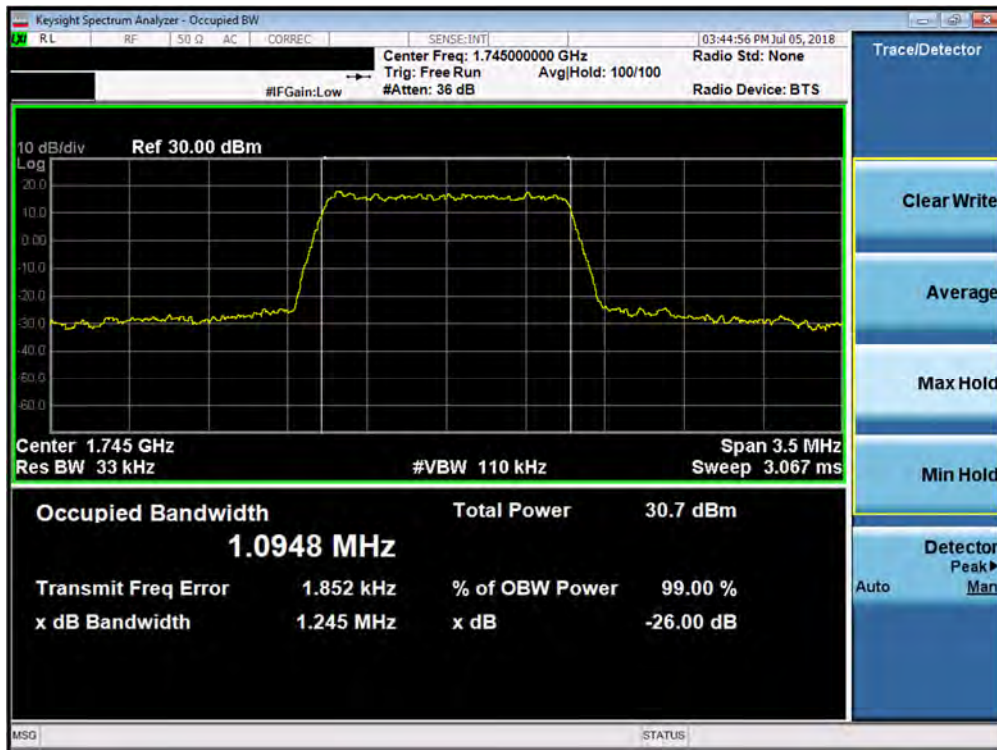 Keysight Spectrum Analyzer - Occupied BW
LXI RL RF 50 Ω AC CORREC SENSE:INT 03:44:56 PM Jul 05, 2018
Center Freq: 1.745000000 GHz Radio Std: None
Trig: Free Run Avg|Hold: 100/100
#IFGain:Low #Atten: 36 dB Radio Device: BTS
Trace/Detector
10 dB/div Ref 30.00 dBm
Log
20.0
10.0
0.00
-10.0
-20.0
-30.0
-40.0
-50.0
-60.0
Center 1.745 GHz Span 3.5 MHz
Res BW 33 kHz #VBW 110 kHz Sweep 3.067 ms
Occupied Bandwidth Total Power 30.7 dBm
1.0948 MHz
Transmit Freq Error 1.852 kHz % of OBW Power 99.00 %
x dB Bandwidth 1.245 MHz x dB -26.00 dB
Clear Write
Average
Max Hold
Min Hold
Detector
Peak
Auto Man
MSG STATUS